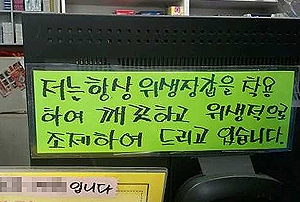 저는 항상 위생장갑을 착용
하여 깨끗하고 위생적으로
조제하여 드리고 있습니다.
입니다